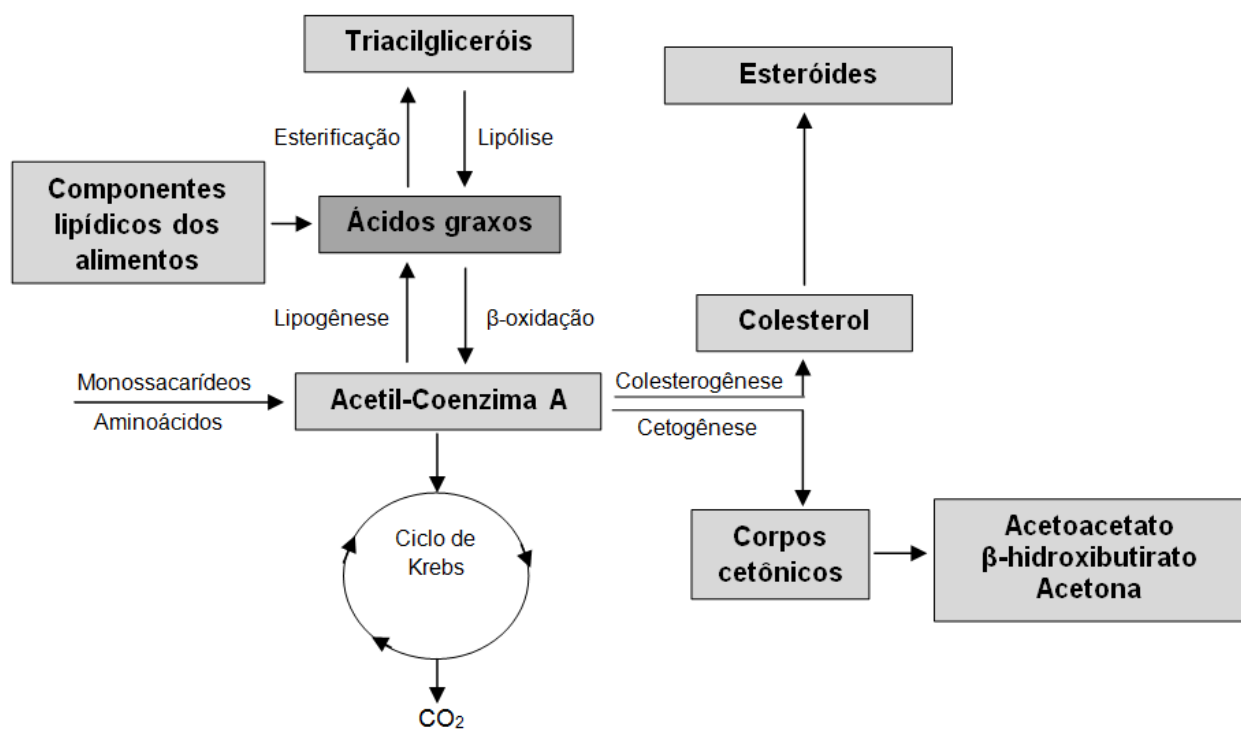 Triacilgliceróis
Esteróides
Esterificação
Lipólise
Componentes
lipídicos dos
alimentos
Ácidos graxos
Lipogênese
β-oxidação
Colesterol
Monossacarídeos
Aminoácidos
Acetil-Coenzima A
Colesterogênese
Cetogênese
Ciclo de
Krebs
Corpos
cetônicos
Acetoacetato
β-hidroxibutirato
Acetona
CO₂